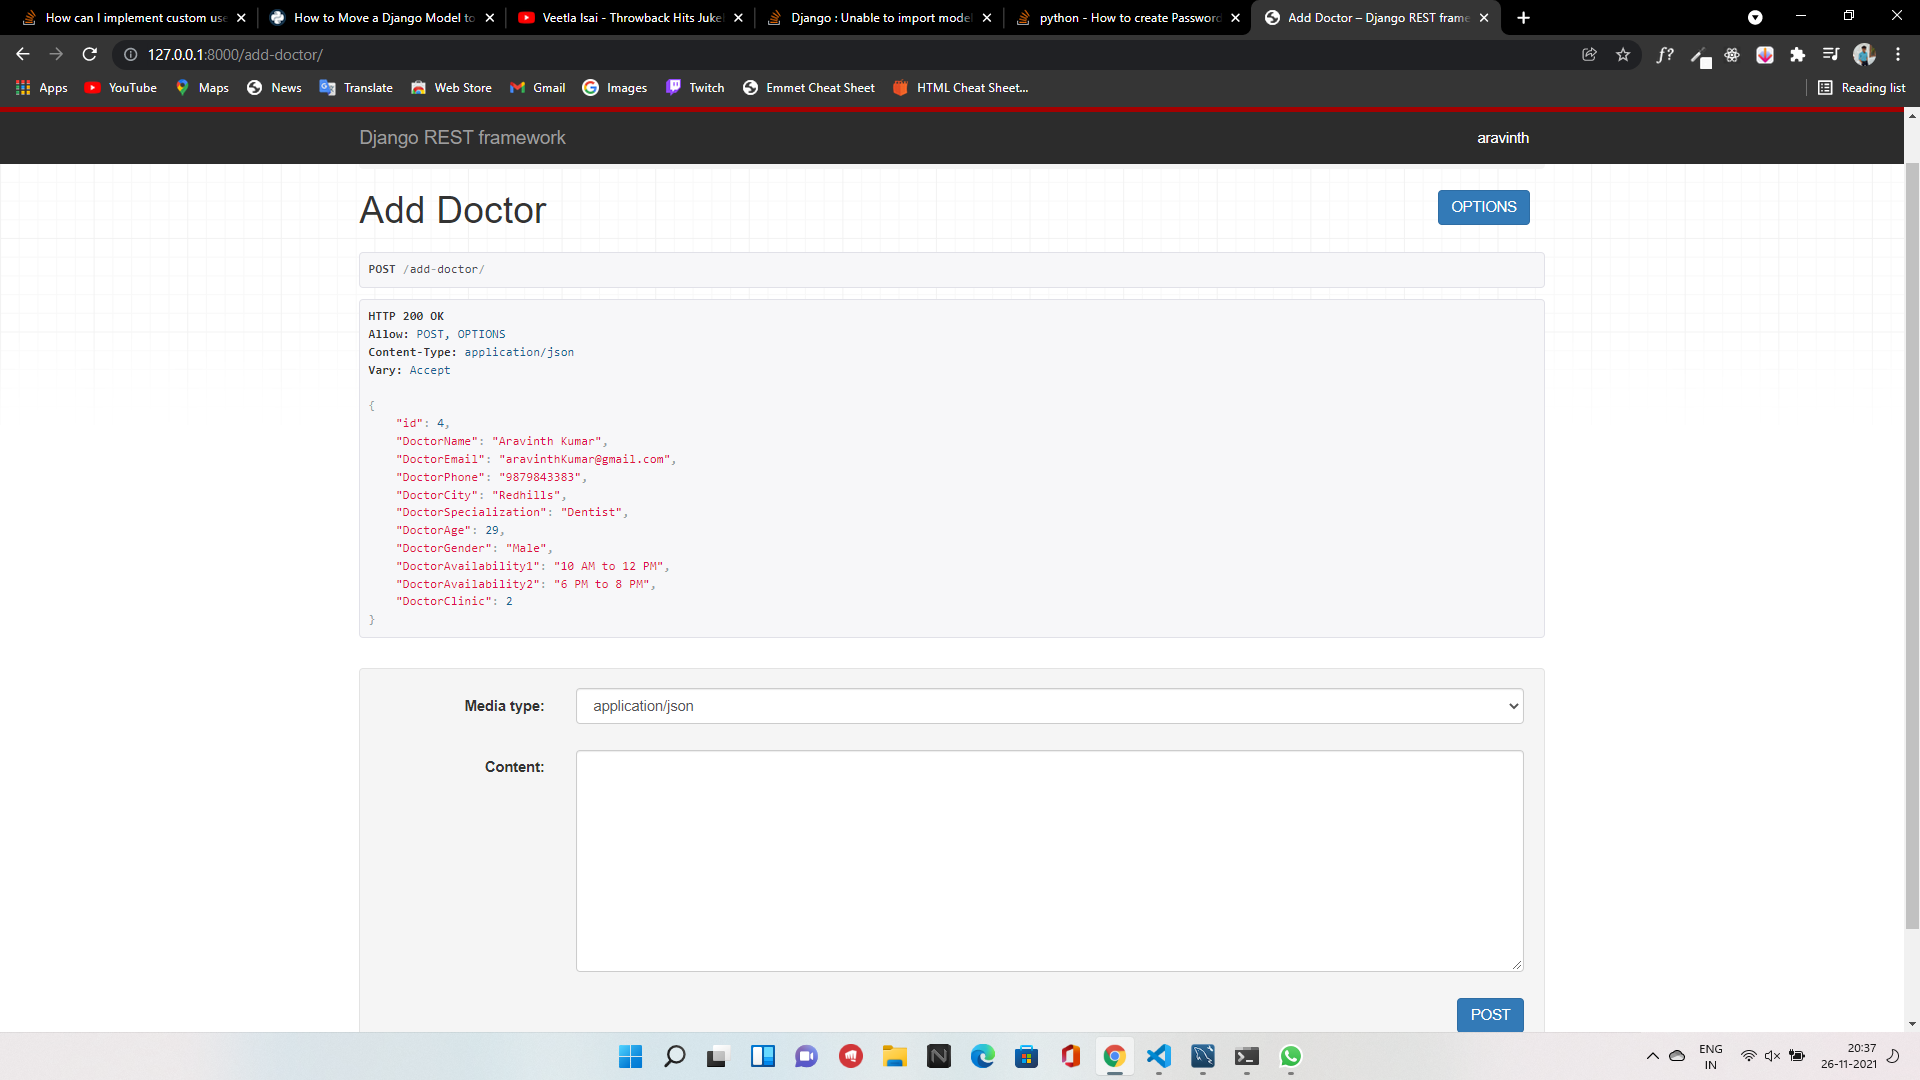 How can I implement custom use
How to Move a Django Model to
Veetla Isai - Throwback Hits Juke
Django : Unable to import model
python - How to create Password
Add Doctor – Django REST frame
127.0.0.1:8000/add-doctor/
f?
Apps
YouTube
Maps
News
Translate
Web Store
Gmail
Images
Twitch
Emmet Cheat Sheet
HTML Cheat Sheet...
Reading list
Django REST framework
aravinth
Add Doctor
OPTIONS
POST /add-doctor/
HTTP 200 OK
Allow: POST, OPTIONS
Content-Type: application/json
Vary: Accept
{
"id": 4,
"DoctorName": "Aravinth Kumar",
"DoctorEmail": "aravinthKumar@gmail.com",
"DoctorPhone": "9879843383",
"DoctorCity": "Redhills",
"DoctorSpecialization": "Dentist",
"DoctorAge": 29,
"DoctorGender": "Male",
"DoctorAvailability1": "10 AM to 12 PM",
"DoctorAvailability2": "6 PM to 8 PM",
"DoctorClinic": 2
}
Media type:
application/json
Content:
POST
ENG
IN
20:37
26-11-2021